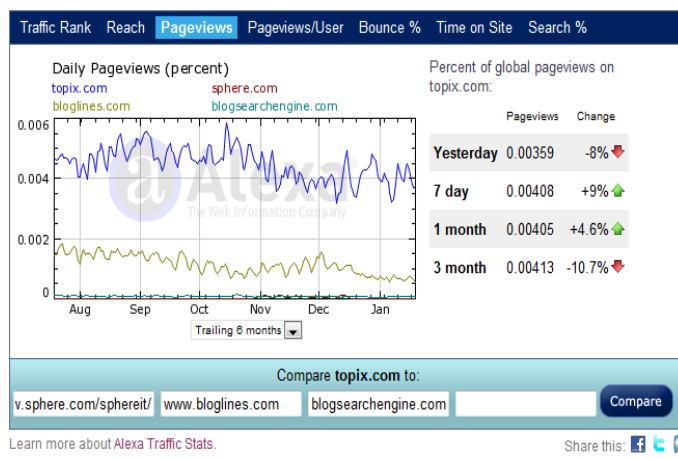 Traffic Rank Reach Pageviews Pageviews/User Bounce % Time on Site Search %
Daily Pageviews (percent)
topix.com sphere.com
bloglines.com blogsearchengine.com
0.006
0.004
0.002
0
Aug Sep Oct Nov Dec Jan
Alexa
The Web Information Company
Trailing 6 months
Percent of global pageviews on
topix.com:
Pageviews Change
Yesterday 0.00359 -8%
7 day 0.00408 +9%
1 month 0.00405 +4.6%
3 month 0.00413 -10.7%
Compare topix.com to:
v.sphere.com/sphereit/ www.bloglines.com blogsearchengine.com Compare
Learn more about Alexa Traffic Stats. Share this: